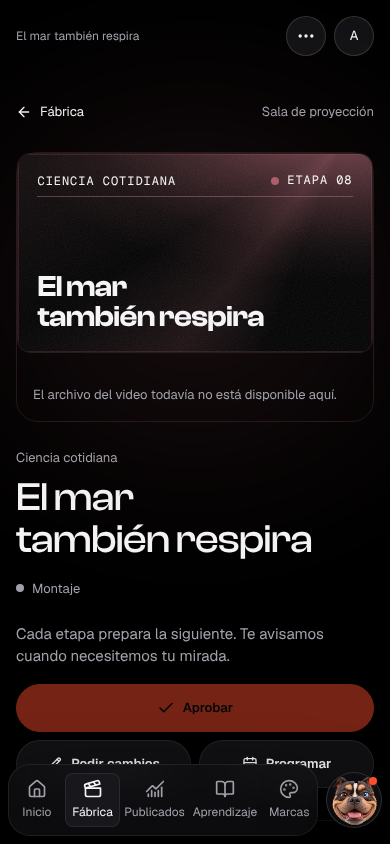 El mar también respira
A
Fábrica
Sala de proyección
CIENCIA COTIDIANA
ETAPA 08
El mar
también respira
El archivo del video todavía no está disponible aquí.
Ciencia cotidiana
El mar
también respira
Montaje
Cada etapa prepara la siguiente. Te avisamos
cuando necesitemos tu mirada.
Aprobar
Pedir cambios
Programar
Inicio
Fábrica
Publicados
Aprendizaje
Marcas